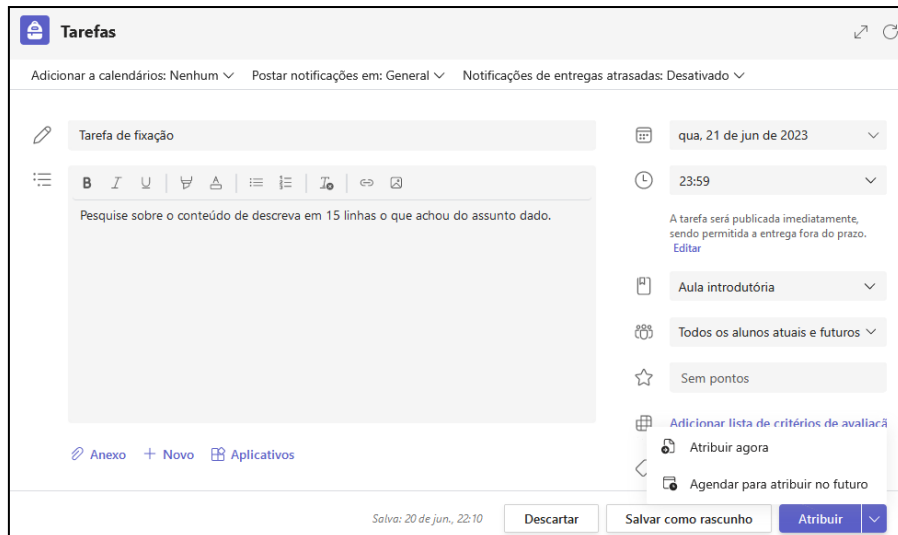 Tarefas
Adicionar a calendários: Nenhum Postar notificações em: General Notificações de entregas atrasadas: Desativado
Tarefa de fixação
qua, 21 de jun de 2023
B I U
23:59
Pesquise sobre o conteúdo de descreva em 15 linhas o que achou do assunto dado.
A tarefa será publicada imediatamente,
sendo permitida a entrega fora do prazo.
Editar
Aula introdutória
Todos os alunos atuais e futuros
Sem pontos
Adicionar lista de critérios de avaliaçã
Anexo + Novo Aplicativos
Atribuir agora
Agendar para atribuir no futuro
Salva: 20 de jun., 22:10 Descartar Salvar como rascunho Atribuir